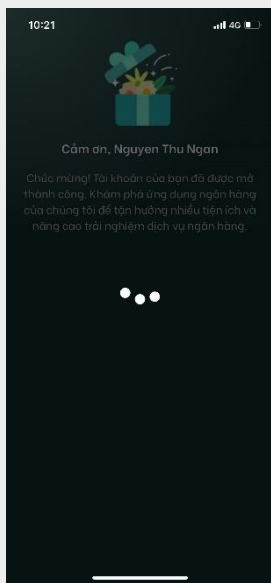 10:21 4G
Cảm ơn, Nguyen Thu Ngan
Chúc mừng! Tài khoản của bạn đã được mở
thành công. Khám phá ứng dụng ngân hàng
của chúng tôi để tận hưởng nhiều tiện ích và
nâng cao trải nghiệm dịch vụ ngân hàng.